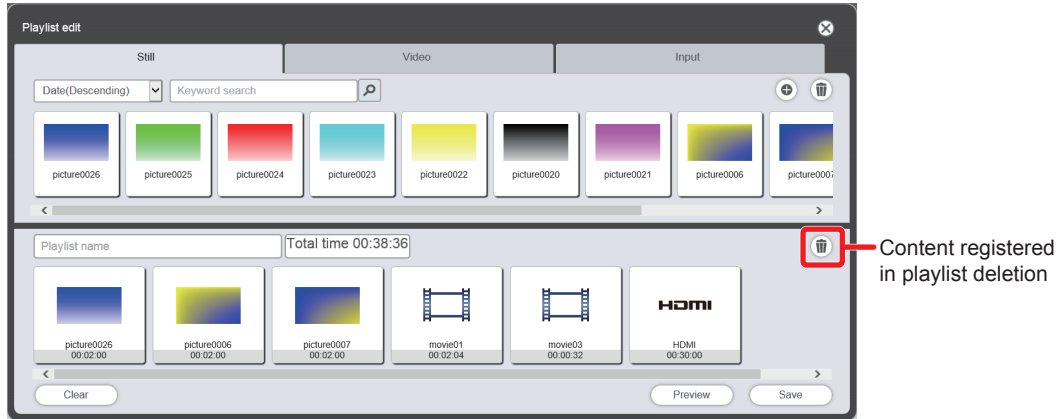 Playlist edit
Still
Video
Input
Date(Descending)
Keyword search
picture0026
picture0025
picture0024
picture0023
picture0022
picture0020
picture0021
picture0006
picture0007
Playlist name
Total time 00:38:36
Content registered
in playlist deletion
HDMI
picture0026
picture0006
picture0007
movie01
movie03
HDMI
00:02:00
00:02:00
00:02:00
00:02:04
00:00:32
00:30:00
Clear
Preview
Save